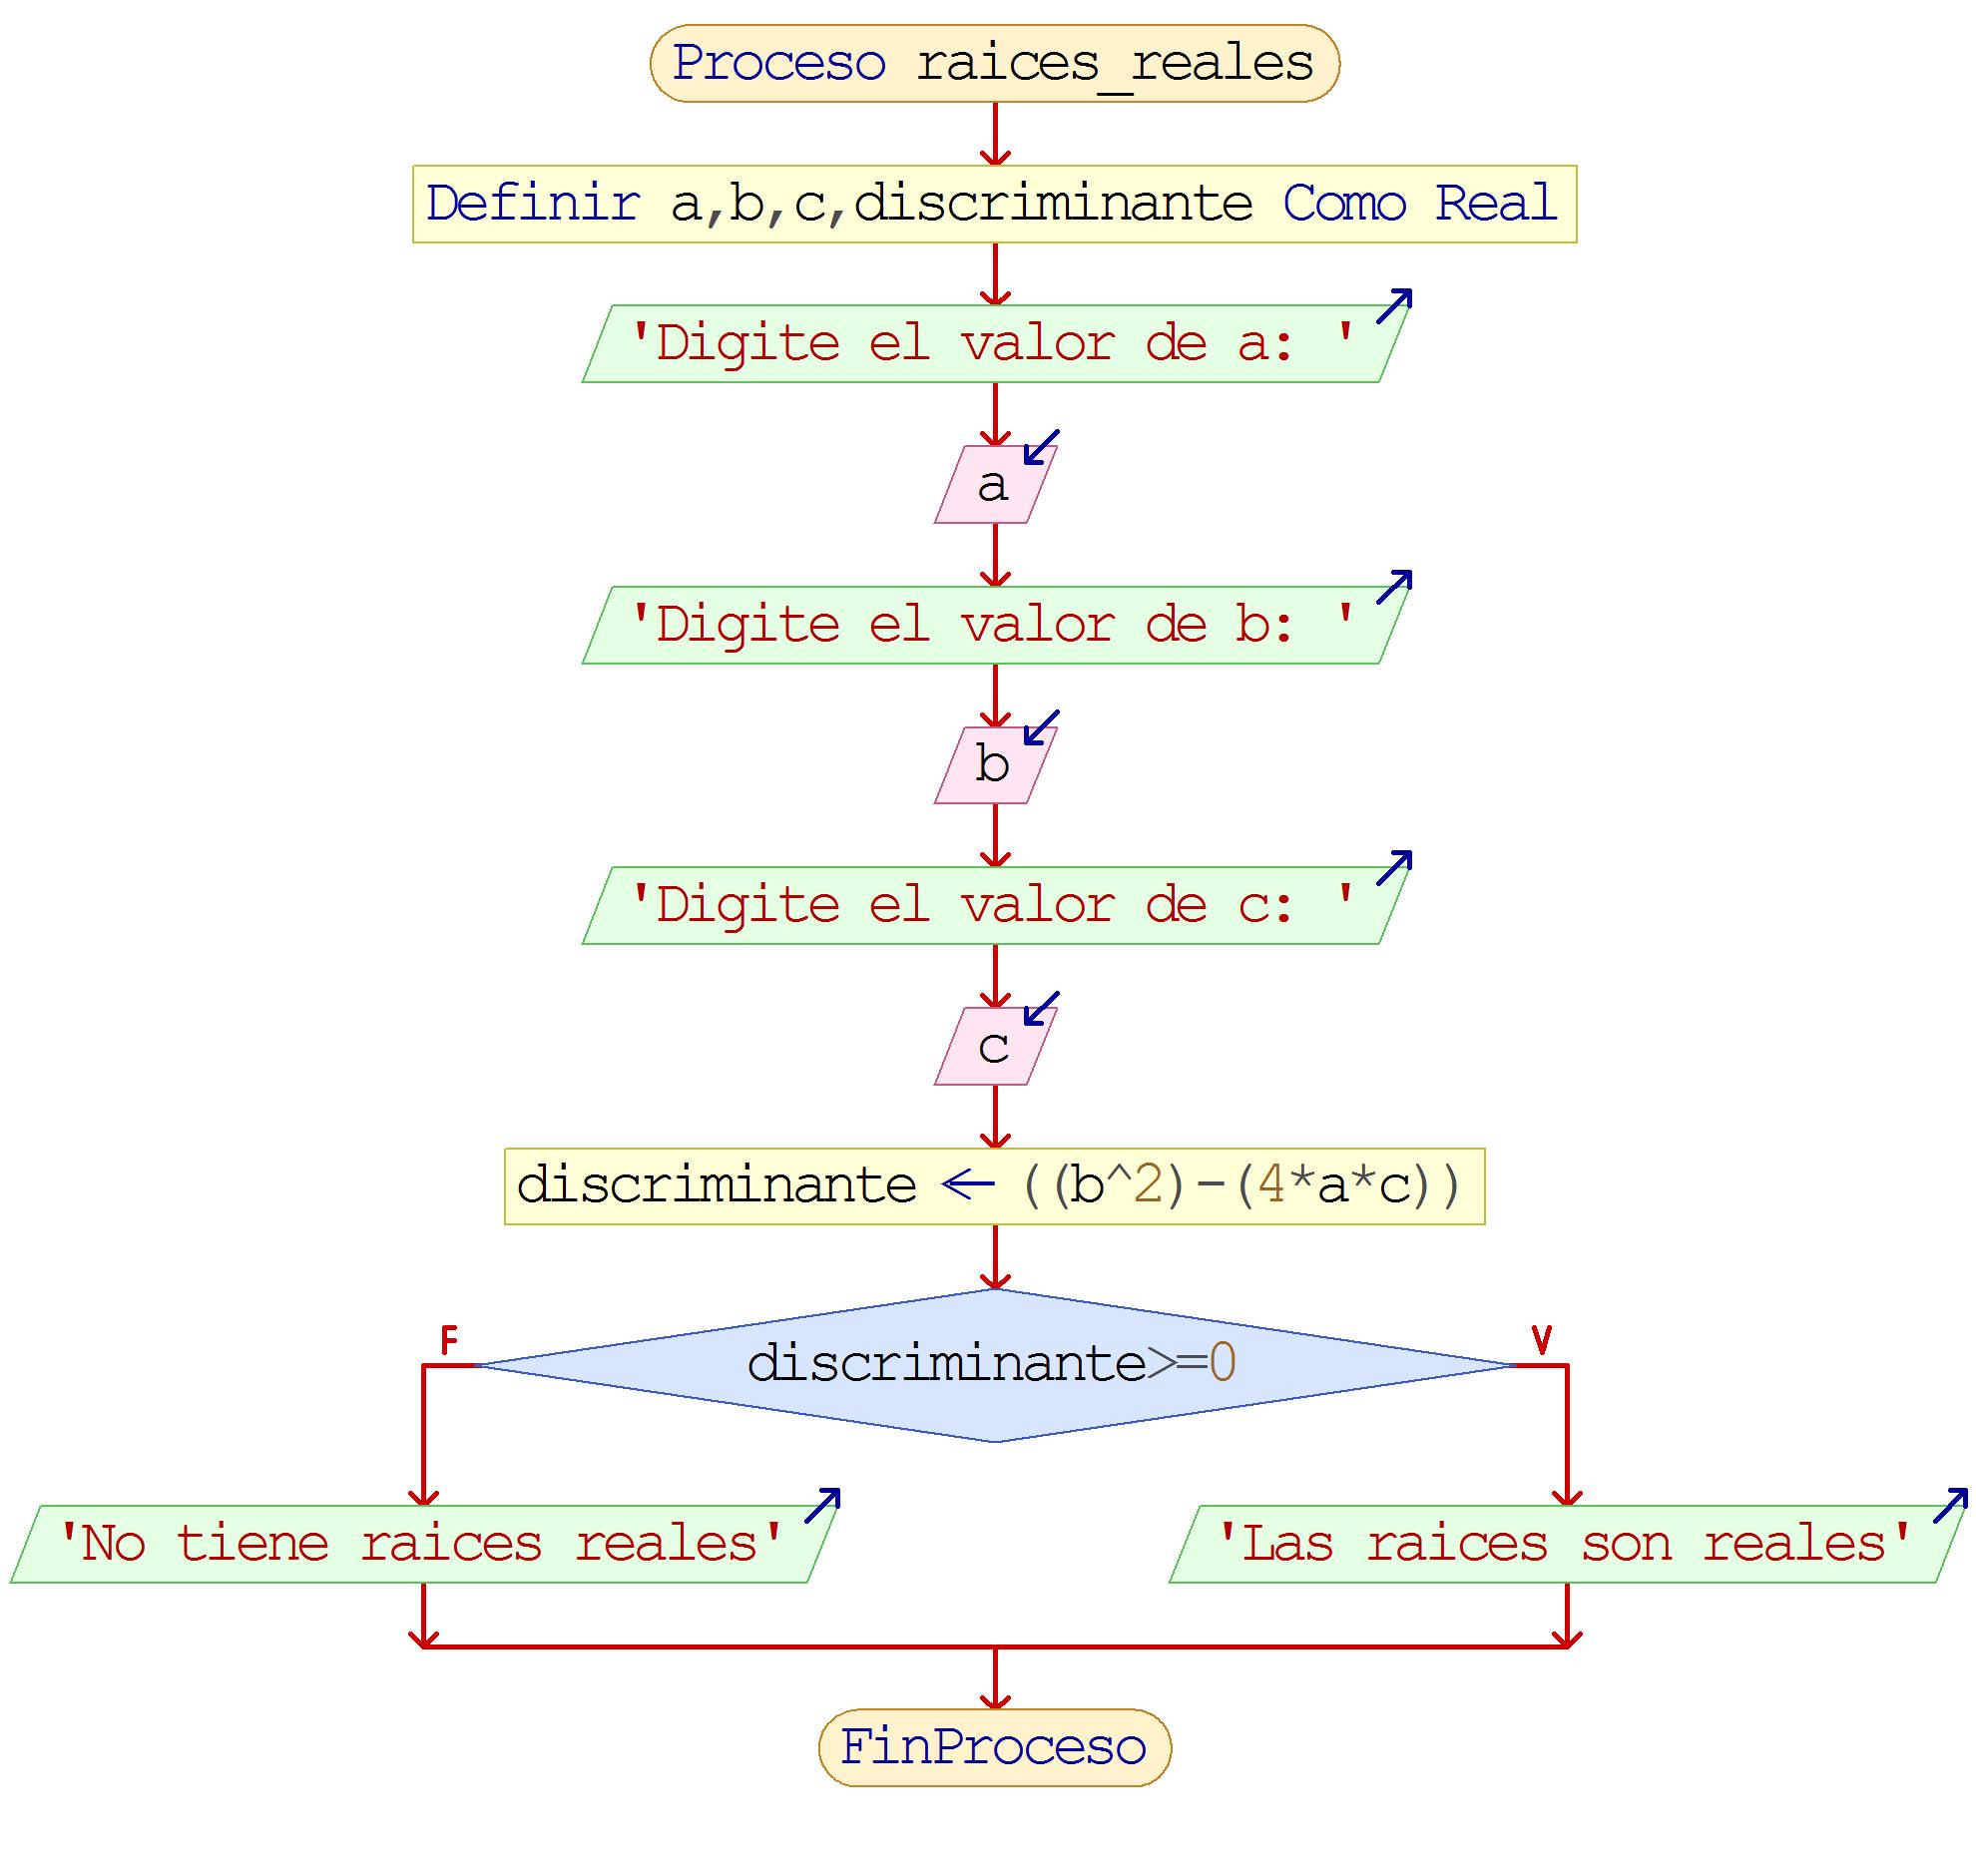 Proceso raices_reales
Definir a,b,c,discriminante Como Real
'Digite el valor de a: '
a
'Digite el valor de b: '
b
'Digite el valor de c: '
c
discriminante ← ((b^2)-(4*a*c))
F
V
discriminante>=0
'No tiene raices reales'
'Las raices son reales'
FinProceso